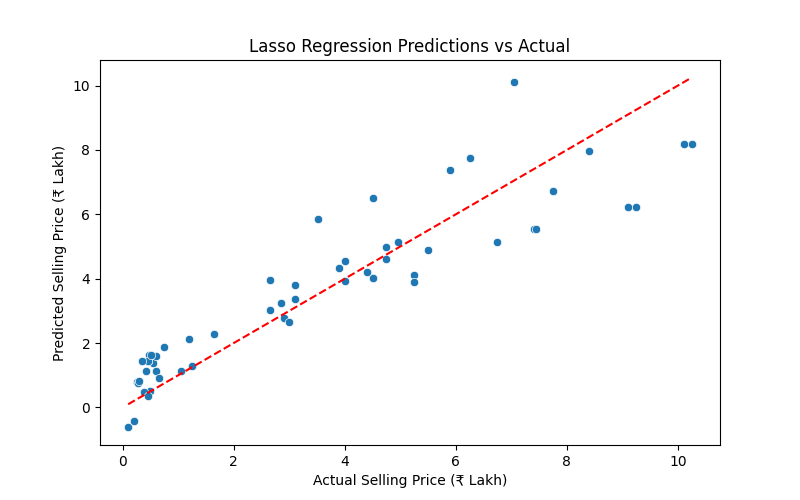 Lasso Regression Predictions vs Actual
10
8
6
4
2
0
Predicted Selling Price (₹ Lakh)
0 2 4 6 8 10
Actual Selling Price (₹ Lakh)